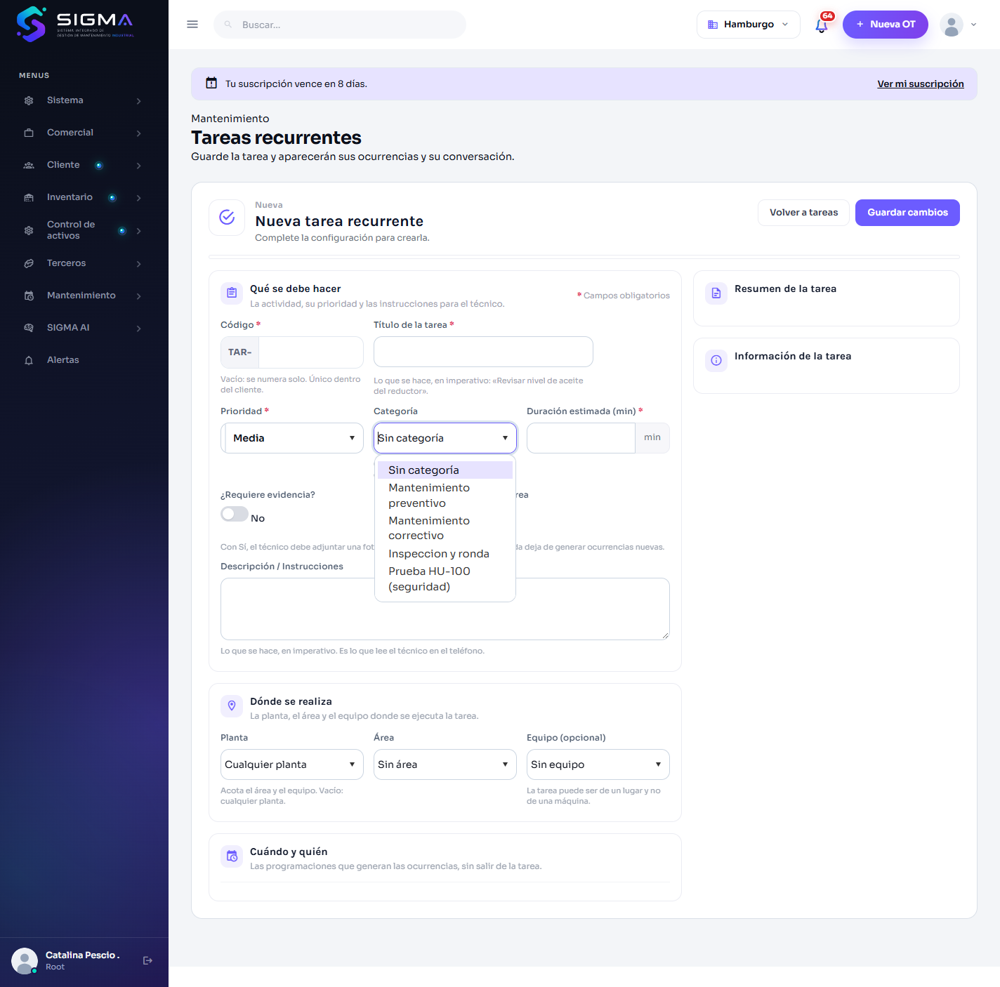 SIGMA
SISTEMA INTEGRADO DE
GESTIÓN DE MANTENIMIENTO INDUSTRIAL
Buscar...
Hamburgo
64
+ Nueva OT
MENUS
Sistema
Comercial
Cliente
Inventario
Control de
activos
Terceros
Mantenimiento
SIGMA AI
Alertas
Tu suscripción vence en 8 días.
Ver mi suscripción
Mantenimiento
Tareas recurrentes
Guarde la tarea y aparecerán sus ocurrencias y su conversación.
Nueva
Nueva tarea recurrente
Complete la configuración para crearla.
Volver a tareas
Guardar cambios
Qué se debe hacer
La actividad, su prioridad y las instrucciones para el técnico.
* Campos obligatorios
Código *
Título de la tarea *
TAR-
Vacío: se numera solo. Único dentro
del cliente.
Lo que se hace, en imperativo: «Revisar nivel de aceite
del reductor».
Prioridad *
Categoría
Duración estimada (min) *
Media
Sin categoría
min
Sin categoría
Mantenimiento
preventivo
Mantenimiento
correctivo
Inspeccion y ronda
Prueba HU-100
(seguridad)
¿Requiere evidencia?
rea
No
Con Sí, el técnico debe adjuntar una fot
da deja de generar ocurrencias nuevas.
Descripción / Instrucciones
Lo que se hace, en imperativo. Es lo que lee el técnico en el teléfono.
Resumen de la tarea
Información de la tarea
Dónde se realiza
La planta, el área y el equipo donde se ejecuta la tarea.
Planta
Área
Equipo (opcional)
Cualquier planta
Sin área
Sin equipo
Acota el área y el equipo. Vacío:
cualquier planta.
La tarea puede ser de un lugar y no
de una máquina.
Cuándo y quién
Las programaciones que generan las ocurrencias, sin salir de la tarea.
Catalina Pescio .
Root